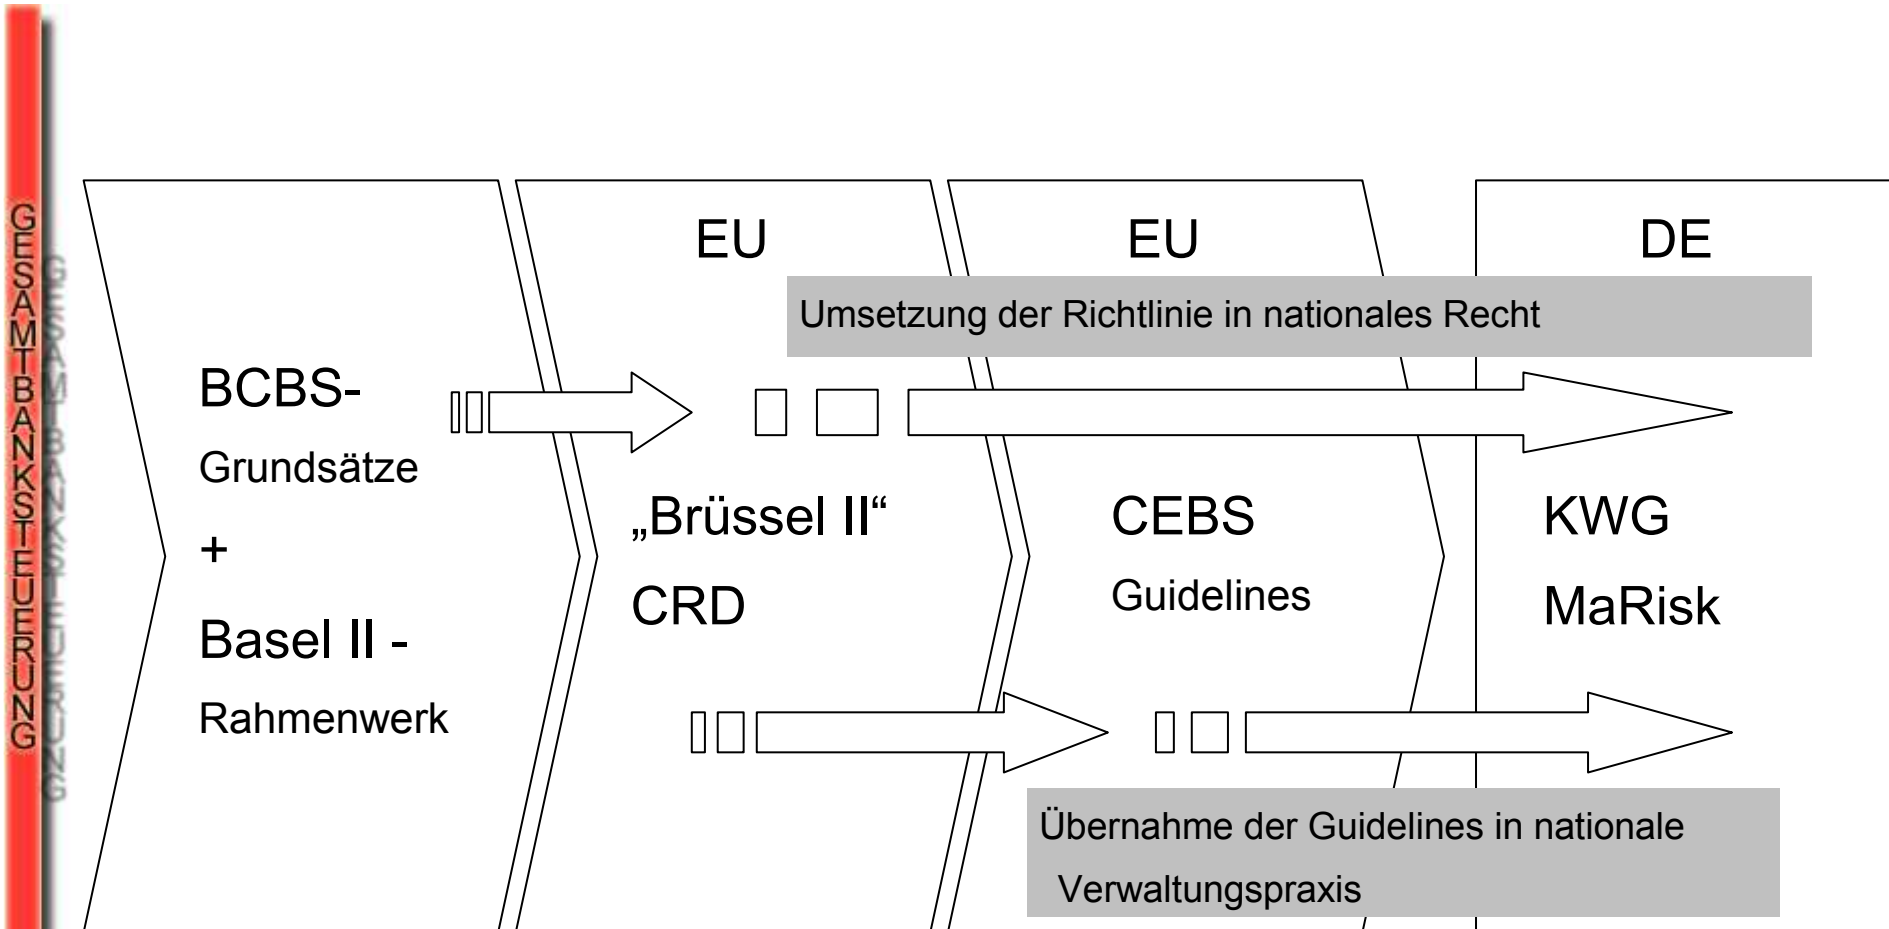 GESAMTBANKSTEUERUNG
EU
EU
DE
Umsetzung der Richtlinie in nationales Recht
BCBS-
Grundsätze
+
Basel II -
Rahmenwerk
„Brüssel II“
CRD
CEBS
Guidelines
KWG
MaRisk
Übernahme der Guidelines in nationale
Verwaltungspraxis